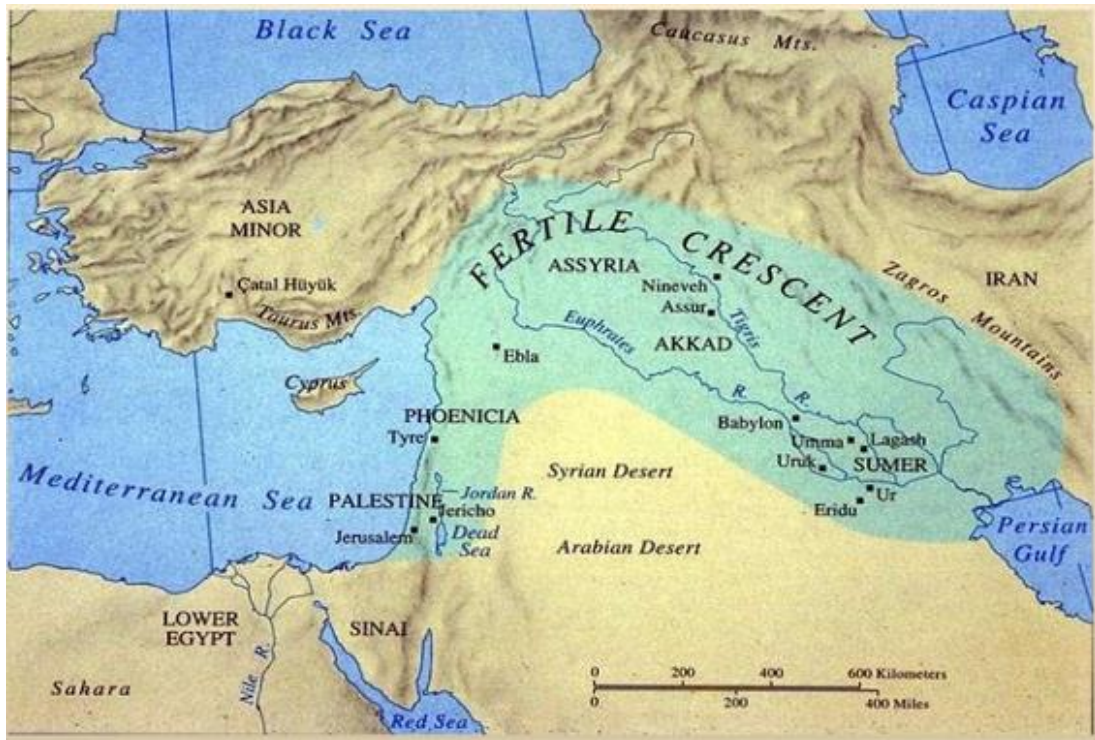 Black Sea
Caucasus Mts.
Caspian
Sea
ASIA
MINOR
FERTILE CRESCENT
ASSYRIA
Zagros Mountains
IRAN
Çatal Hüyük
Nineveh
Assur
Taurus Mts.
Euphrates R.
Tigris R.
AKKAD
Ebla
Cyprus
PHOENICIA
Babylon
Tyre
Umma
Lagash
Uruk
SUMER
Syrian Desert
Mediterranean Sea
PALESTINE
Jordan R.
Ur
Jericho
Eridu
Persian
Gulf
Jerusalem
Dead
Sea
Arabian Desert
LOWER
EGYPT
SINAI
Nile R.
Sahara
Red Sea
0 200 400 600 Kilometers
0 200 400 Miles